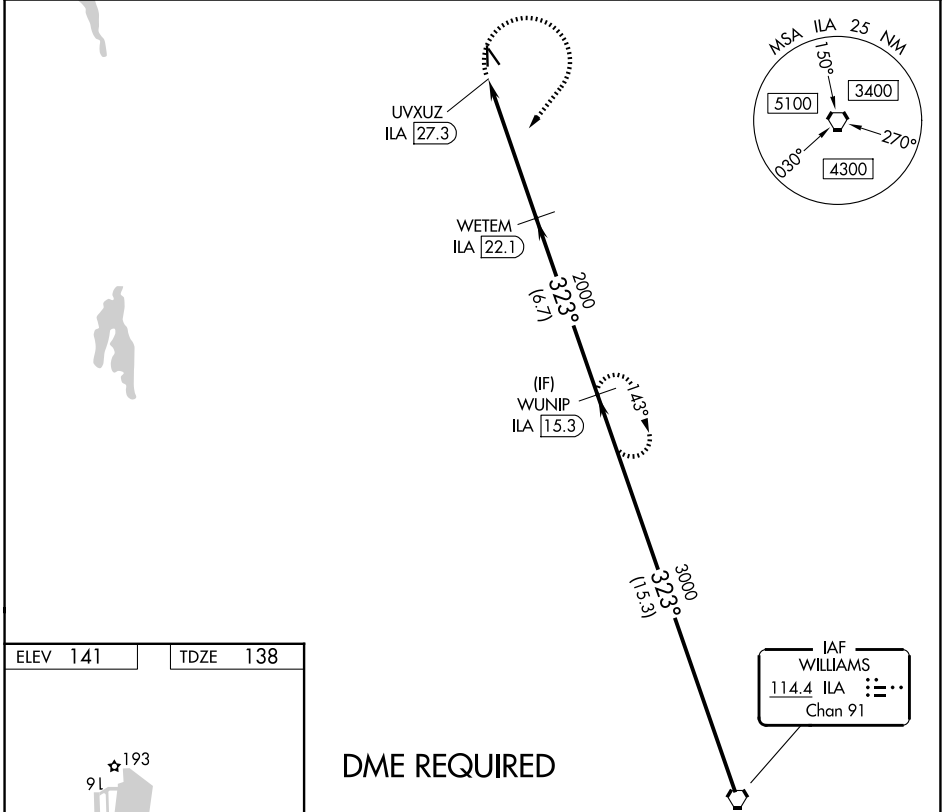 MSA ILA 25 NM
150°
5100
3400
270°
030°
4300
UVXUZ
ILA 27.3
WETEM
ILA 22.1
2000
323°
(6.7)
(IF)
WUNIP
ILA 15.3
143°
3000
323°
(15.3)
IAF
WILLIAMS
114.4 ILA
Chan 91
ELEV 141
TDZE 138
193
91
DME REQUIRED